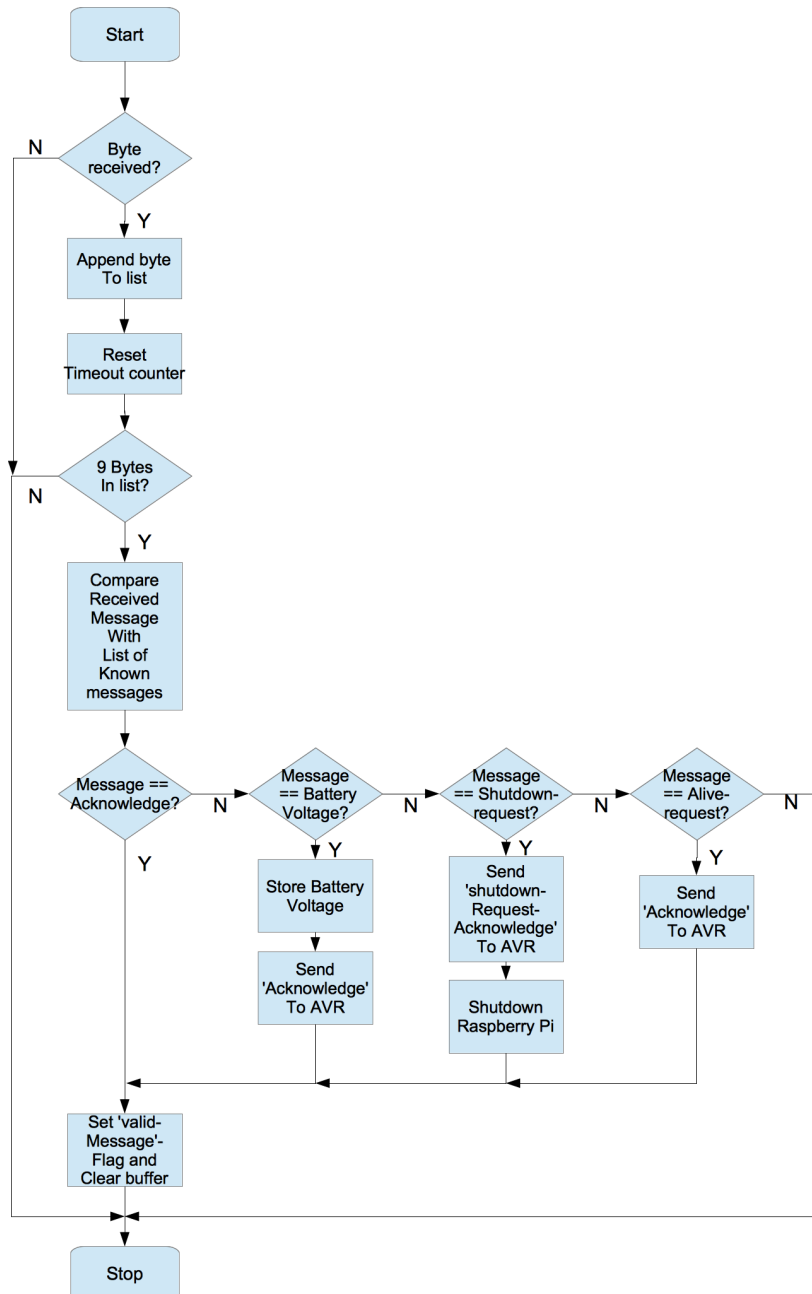 Start
N
Byte
received?
Y
Append byte
To list
Reset
Timeout counter
9 Bytes
In list?
N
Y
Compare
Received
Message
With
List of
Known
messages
Message ==
Acknowledge?
N
Y
Message
== Battery
Voltage?
N
Y
Store Battery
Voltage
Send
'Acknowledge'
To AVR
Message
== Shutdown-
request?
N
Y
Send
'shutdown-
Request-
Acknowledge'
To AVR
Shutdown
Raspberry Pi
Message
== Alive-
request?
N
Y
Send
'Acknowledge'
To AVR
Set 'valid-
Message'-
Flag and
Clear buffer
Stop